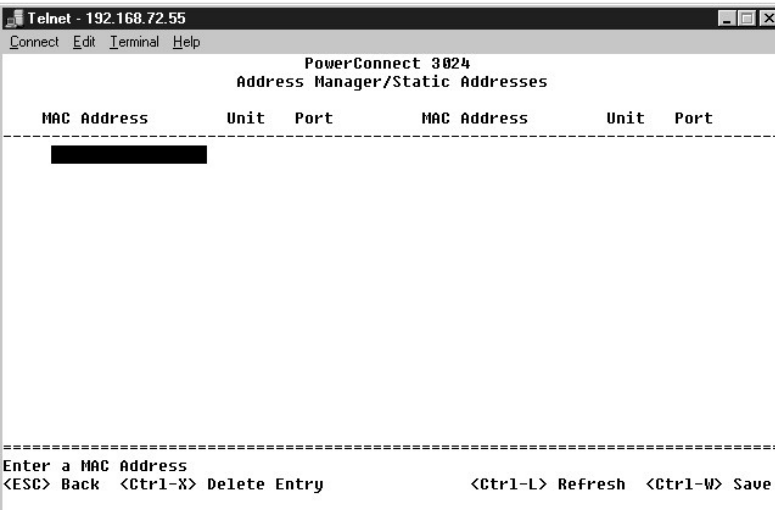 Telnet - 192.168.72.55
Connect Edit Terminal Help
PowerConnect 3024
Address Manager/Static Addresses
MAC Address Unit Port MAC Address Unit Port
--------------------------------------------------------------------------------
================================================================================
Enter a MAC Address
<ESC> Back <Ctrl-X> Delete Entry <Ctrl-L> Refresh <Ctrl-W> Save